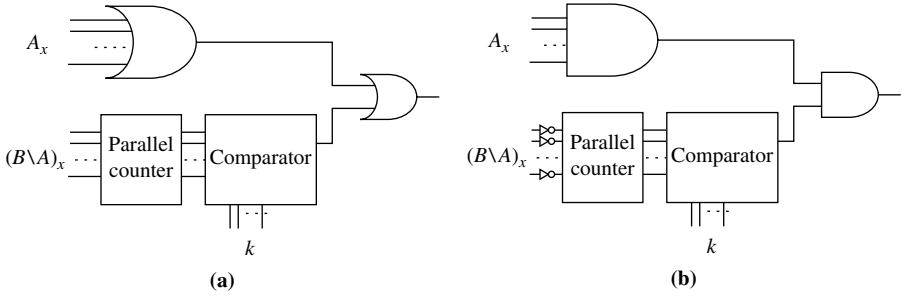 A_x
(B\A)_x
Parallel
counter
Comparator
k
(a)
A_x
(B\A)_x
Parallel
counter
Comparator
k
(b)